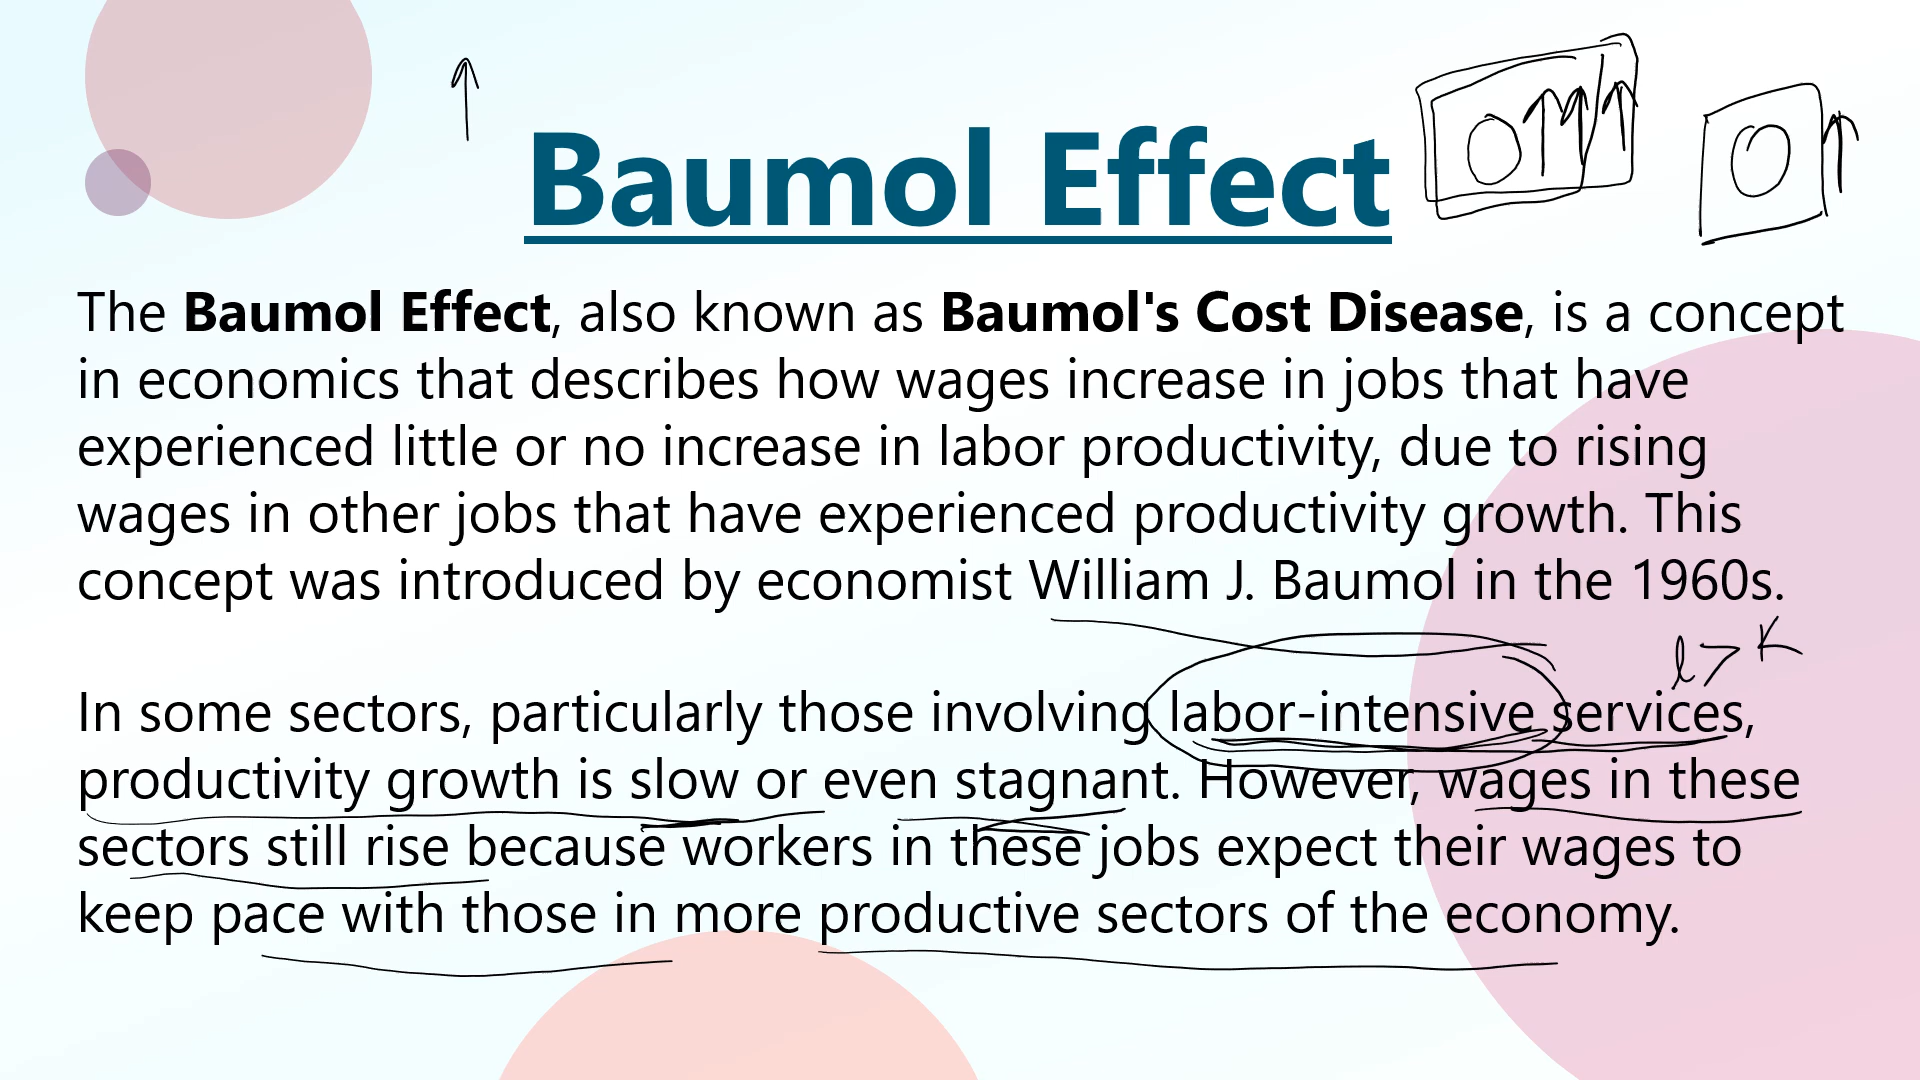 Baumol Effect
The Baumol Effect, also known as Baumol's Cost Disease, is a concept
in economics that describes how wages increase in jobs that have
experienced little or no increase in labor productivity, due to rising
wages in other jobs that have experienced productivity growth. This
concept was introduced by economist William J. Baumol in the 1960s.
l > K
In some sectors, particularly those involving labor-intensive services,
productivity growth is slow or even stagnant. However, wages in these
sectors still rise because workers in these jobs expect their wages to
keep pace with those in more productive sectors of the economy.